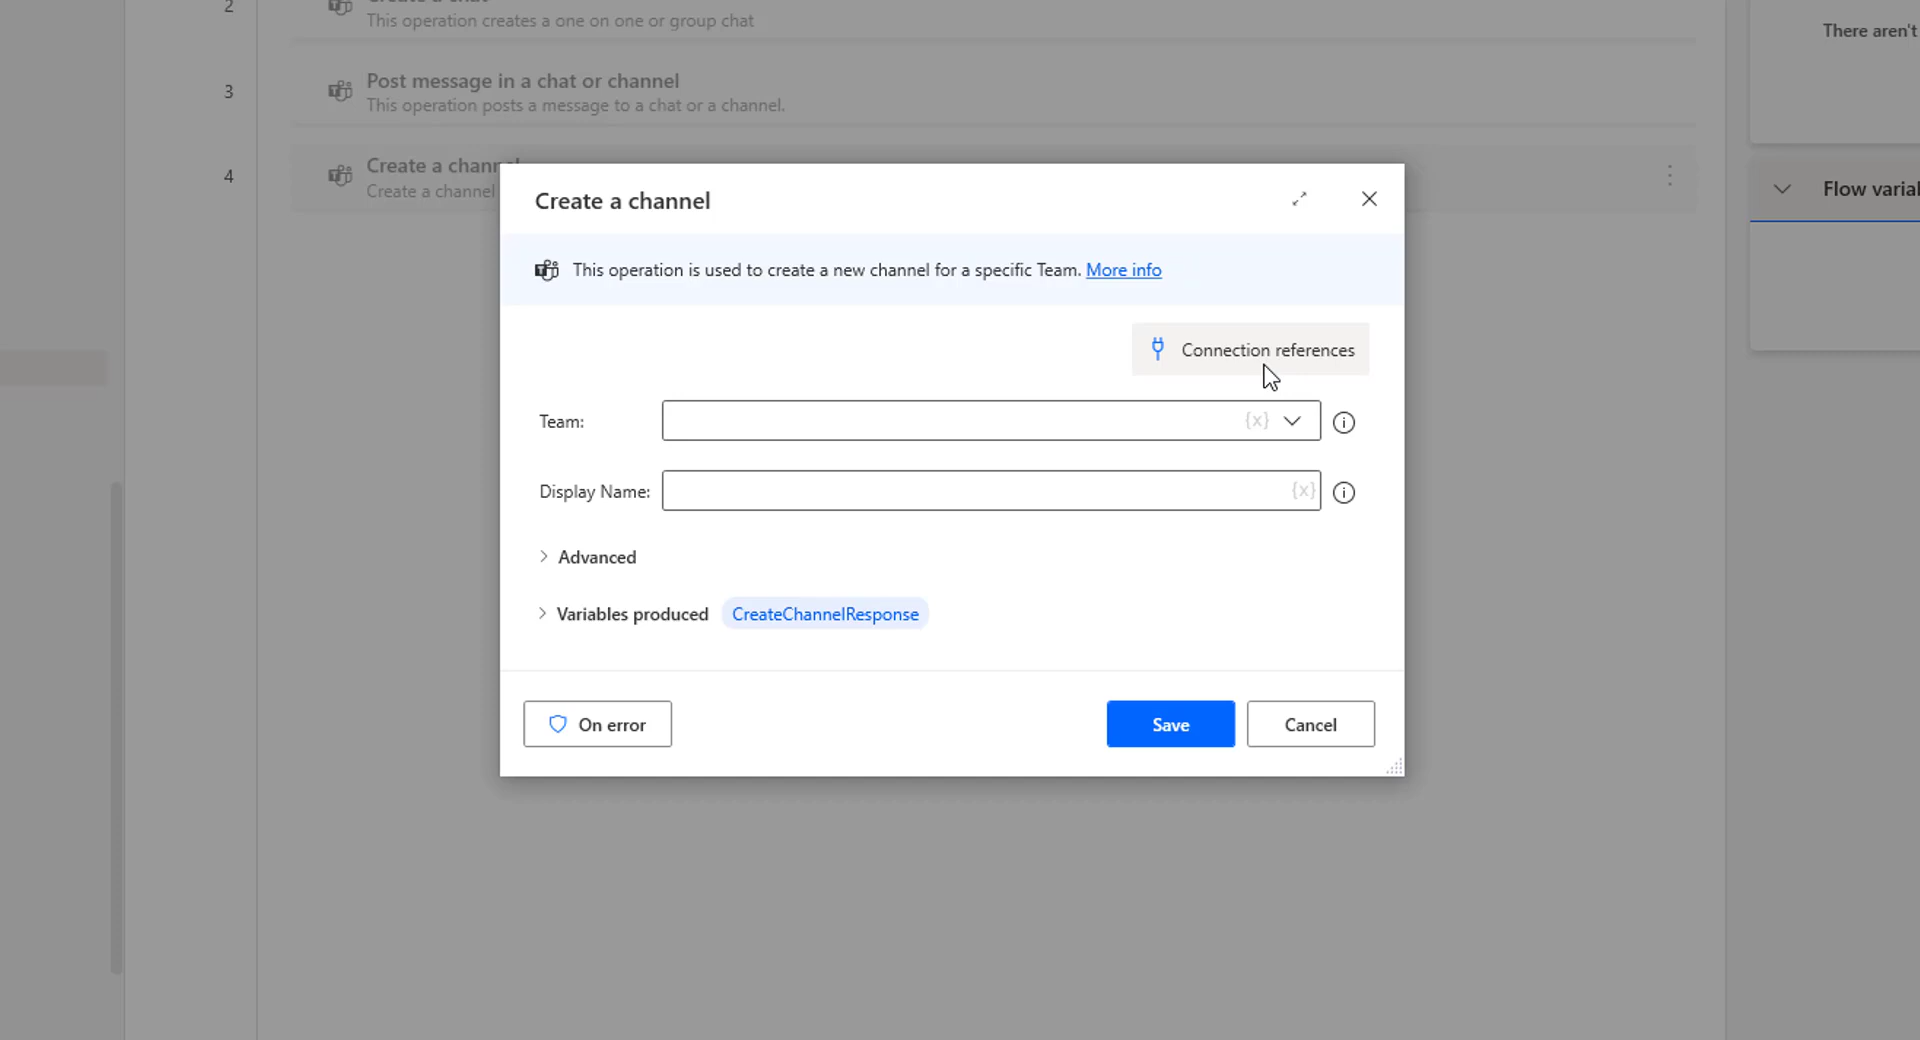 2
This operation creates a one on one or group chat
There aren't
3
Post message in a chat or channel
This operation posts a message to a chat or a channel.
4
Create a channel
Create a channel
Flow variab
Create a channel
This operation is used to create a new channel for a specific Team. More info
Connection references
Team:
{x}
Display Name:
{x}
Advanced
Variables produced CreateChannelResponse
On error
Save
Cancel